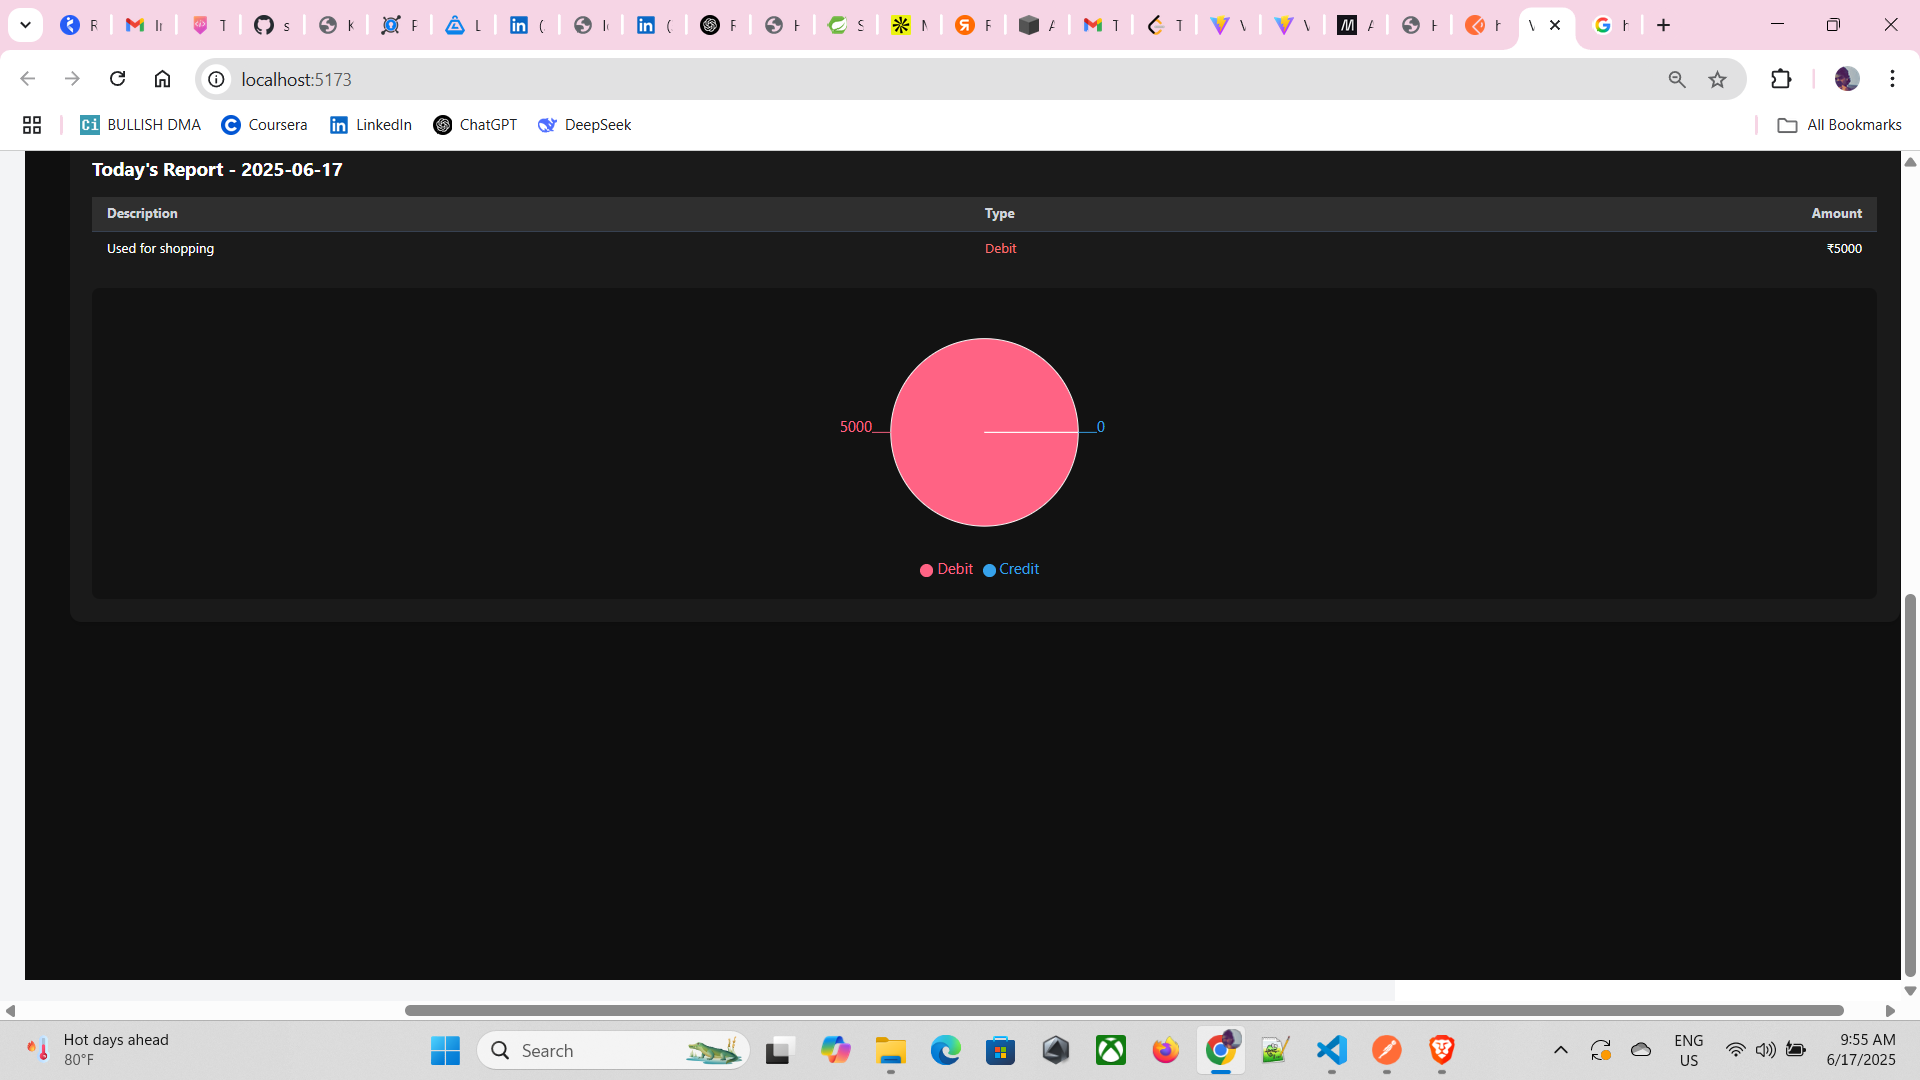 R
In
T
s
K
F
L
(
Ic
(
F
H
S
M
F
A
T
T
V
V
A
H
h
V
h
localhost:5173
BULLISH DMA
Coursera
LinkedIn
ChatGPT
DeepSeek
All Bookmarks
Today's Report - 2025-06-17
Description Type Amount
Used for shopping Debit ₹5000
5000 0
Debit Credit
Hot days ahead
80°F
Search
ENG
US
9:55 AM
6/17/2025